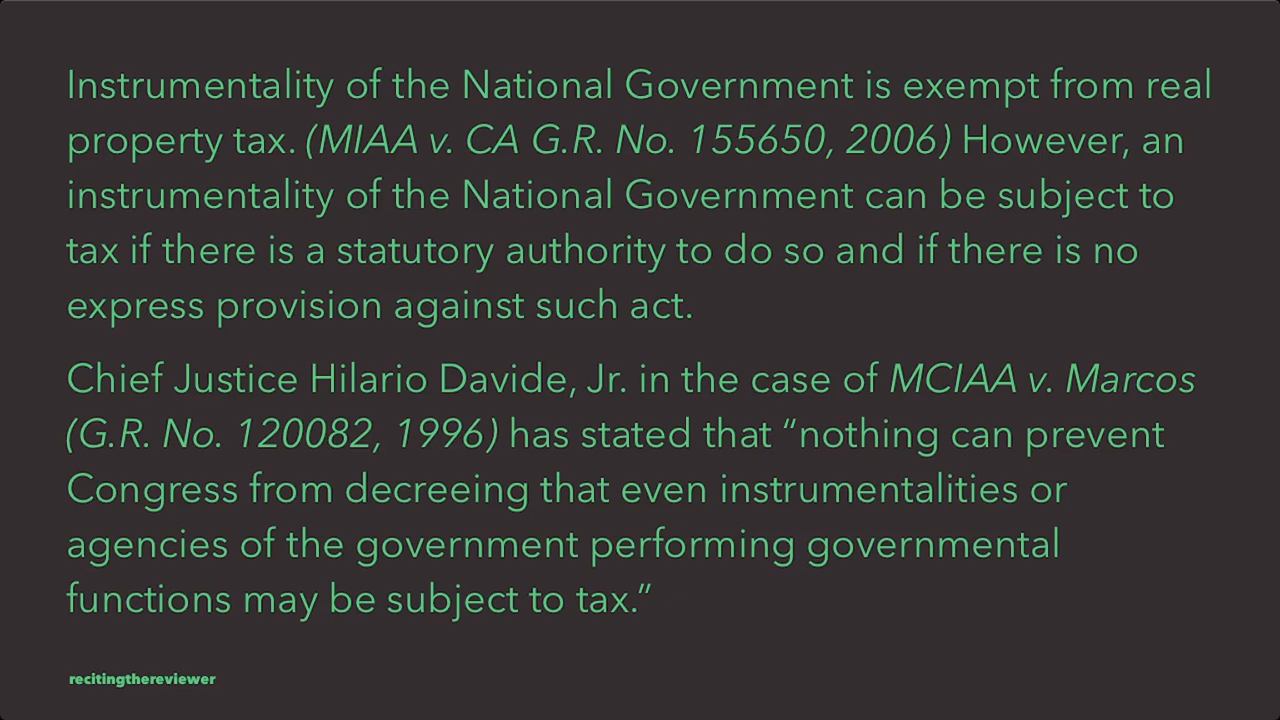 Instrumentality of the National Government is exempt from real
property tax. (MIAA v. CA G.R. No. 155650, 2006) However, an
instrumentality of the National Government can be subject to
tax if there is a statutory authority to do so and if there is no
express provision against such act.
Chief Justice Hilario Davide, Jr. in the case of MCIAA v. Marcos
(G.R. No. 120082, 1996) has stated that “nothing can prevent
Congress from decreeing that even instrumentalities or
agencies of the government performing governmental
functions may be subject to tax.”
recitingthereviewer